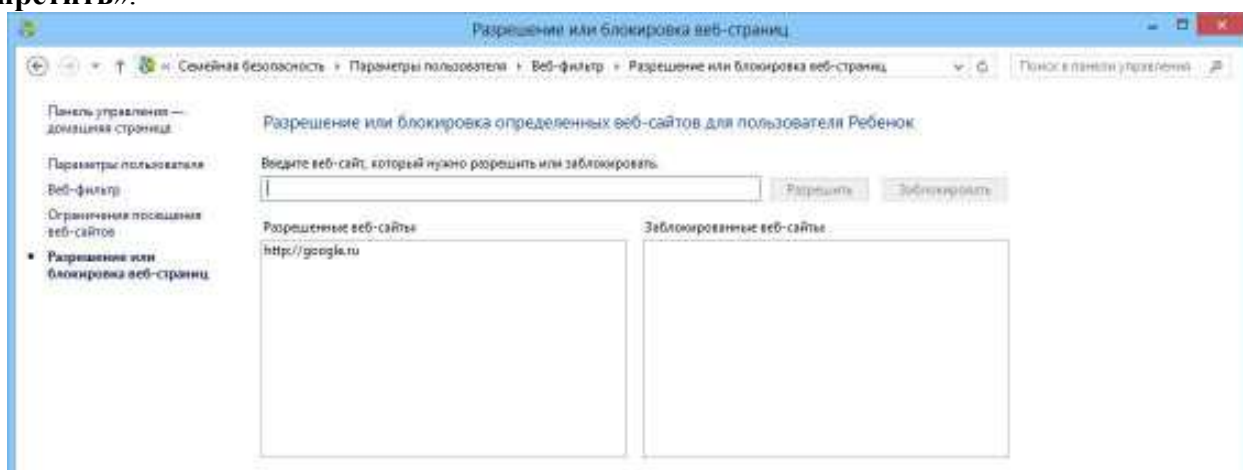 претить».
Разрешение или блокировка веб-страниц
« Семейная безопасность ▸ Параметры пользователя ▸ Веб-фильтр ▸ Разрешение или блокировка веб-страниц
Поиск в панели управления
Панель управления —
домашняя страница
Разрешение или блокировка определенных веб-сайтов для пользователя Ребенок
Параметры пользователя
Введите веб-сайт, который нужно разрешить или заблокировать.
Веб-фильтр
Разрешить
Заблокировать
Ограничения посещения
веб-сайтов
Разрешенные веб-сайты
Заблокированные веб-сайты
• Разрешение или
блокировка веб-страниц
http://google.ru